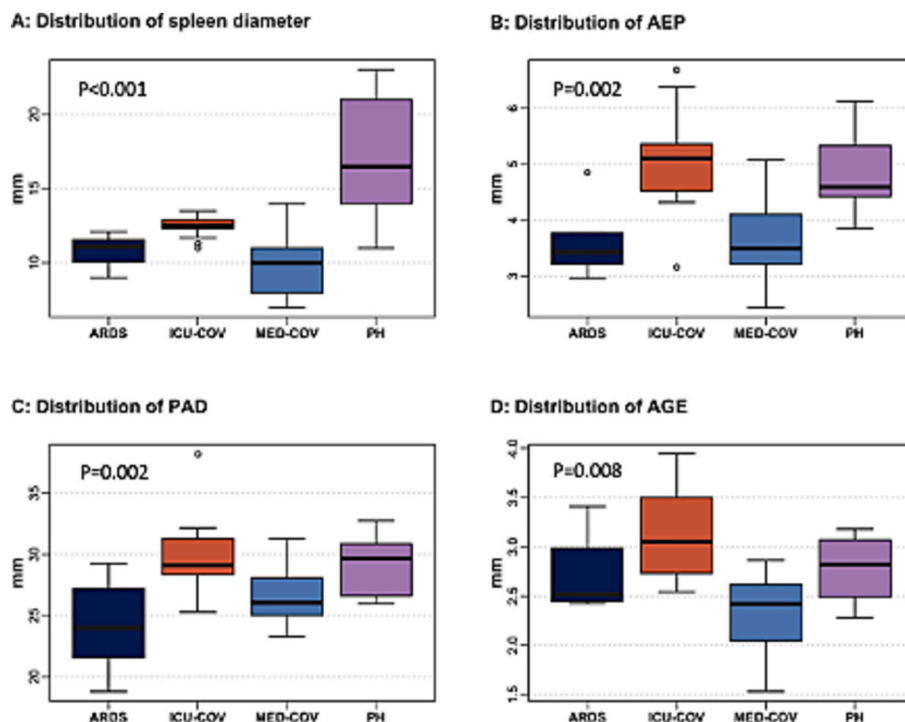 A: Distribution of spleen diameter
P<0.001
mm
20
15
10
ARDS ICU-COV MED-COV PH
B: Distribution of AEP
P=0.002
mm
6
5
4
3
ARDS ICU-COV MED-COV PH
C: Distribution of PAD
P=0.002
mm
35
30
25
20
ARDS ICU-COV MED-COV PH
D: Distribution of AGE
P=0.008
mm
4.0
3.5
3.0
2.5
2.0
1.5
ARDS ICU-COV MED-COV PH